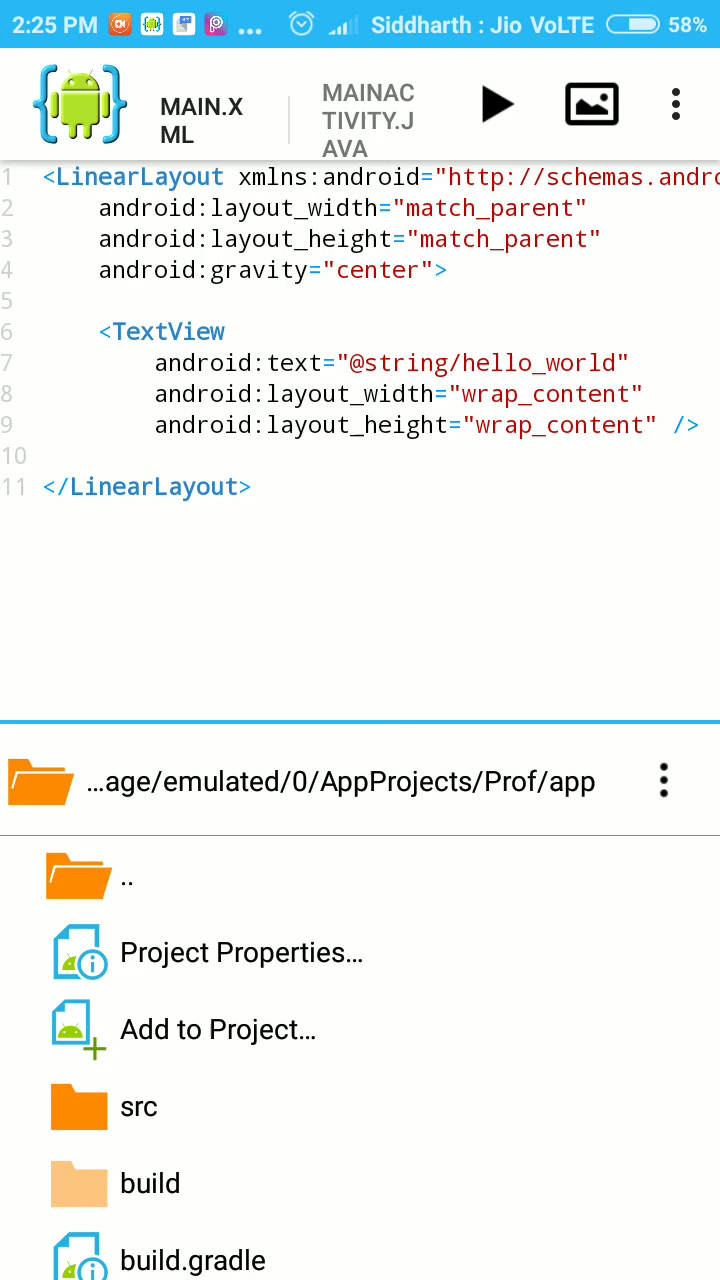 2:25 PM ... Siddharth : Jio VoLTE 58%
MAIN.X
ML
MAINAC
TIVITY.J
AVA
1 <LinearLayout xmlns:android="http://schemas.andro
2 android:layout_width="match_parent"
3 android:layout_height="match_parent"
4 android:gravity="center">
5
6 <TextView
7 android:text="@string/hello_world"
8 android:layout_width="wrap_content"
9 android:layout_height="wrap_content" />
10
11 </LinearLayout>
...age/emulated/0/AppProjects/Prof/app
..
Project Properties...
Add to Project...
src
build
build.gradle